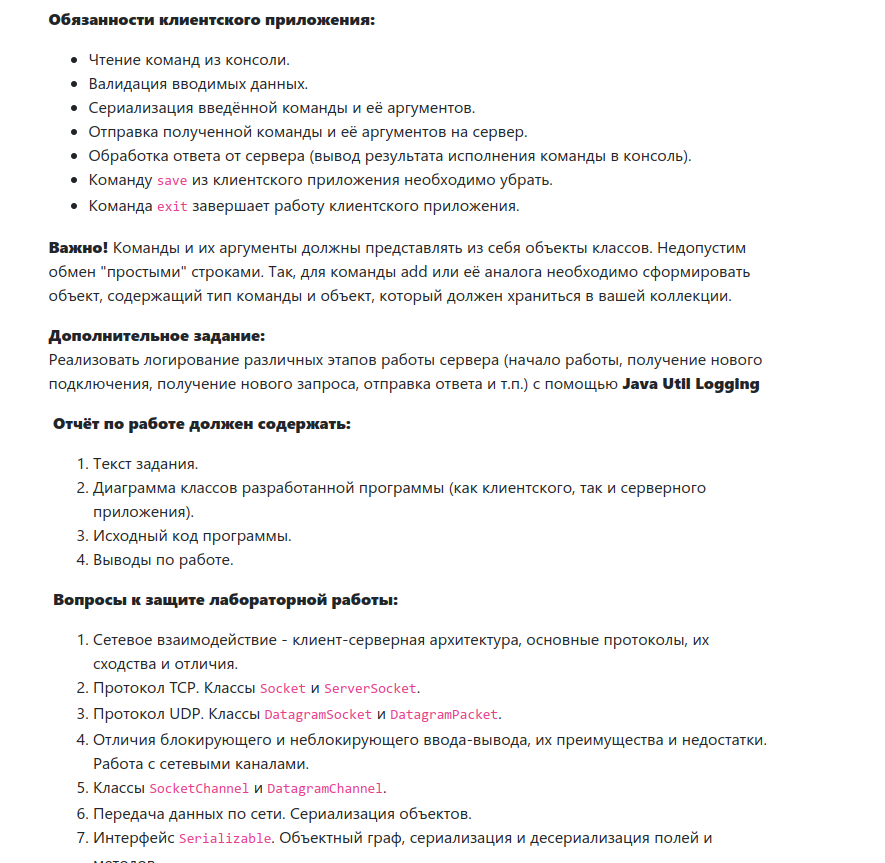 Обязанности клиентского приложения:
Чтение команд из консоли.
Валидация вводимых данных.
Сериализация введённой команды и её аргументов.
Отправка полученной команды и её аргументов на сервер.
Обработка ответа от сервера (вывод результата исполнения команды в консоль).
Команду save из клиентского приложения необходимо убрать.
Команда exit завершает работу клиентского приложения.
Важно! Команды и их аргументы должны представлять из себя объекты классов. Недопустим
обмен "простыми" строками. Так, для команды add или её аналога необходимо сформировать
объект, содержащий тип команды и объект, который должен храниться в вашей коллекции.
Дополнительное задание:
Реализовать логирование различных этапов работы сервера (начало работы, получение нового
подключения, получение нового запроса, отправка ответа и т.п.) с помощью Java Util Logging
Отчёт по работе должен содержать:
1. Текст задания.
2. Диаграмма классов разработанной программы (как клиентского, так и серверного
приложения).
3. Исходный код программы.
4. Выводы по работе.
Вопросы к защите лабораторной работы:
1. Сетевое взаимодействие - клиент-серверная архитектура, основные протоколы, их
сходства и отличия.
2. Протокол TCP. Классы Socket и ServerSocket.
3. Протокол UDP. Классы DatagramSocket и DatagramPacket.
4. Отличия блокирующего и неблокирующего ввода-вывода, их преимущества и недостатки.
Работа с сетевыми каналами.
5. Классы SocketChannel и DatagramChannel.
6. Передача данных по сети. Сериализация объектов.
7. Интерфейс Serializable. Объектный граф, сериализация и десериализация полей и